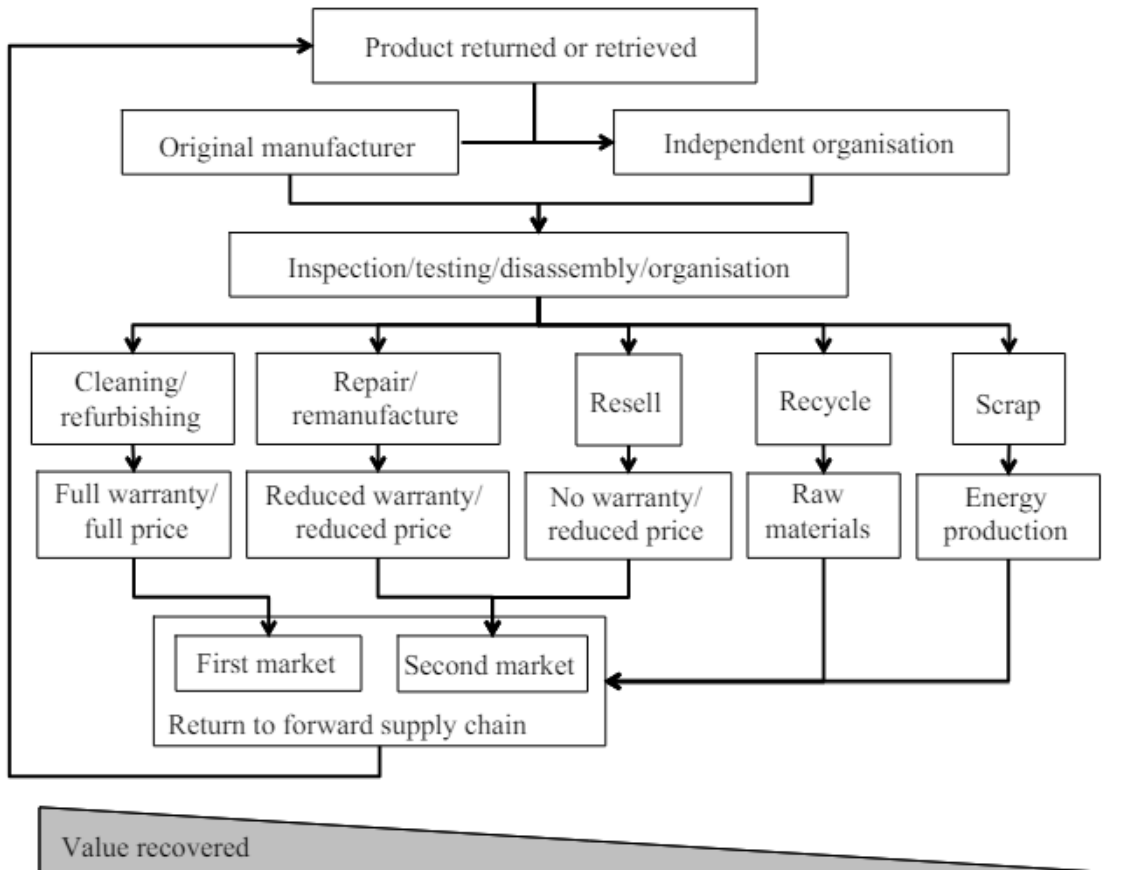 Product returned or retrieved
Original manufacturer
Independent organisation
Inspection/testing/disassembly/organisation
Cleaning/
refurbishing
Repair/
remanufacture
Resell
Recycle
Scrap
Full warranty/
full price
Reduced warranty/
reduced price
No warranty/
reduced price
Raw
materials
Energy
production
First market
Second market
Return to forward supply chain
Value recovered